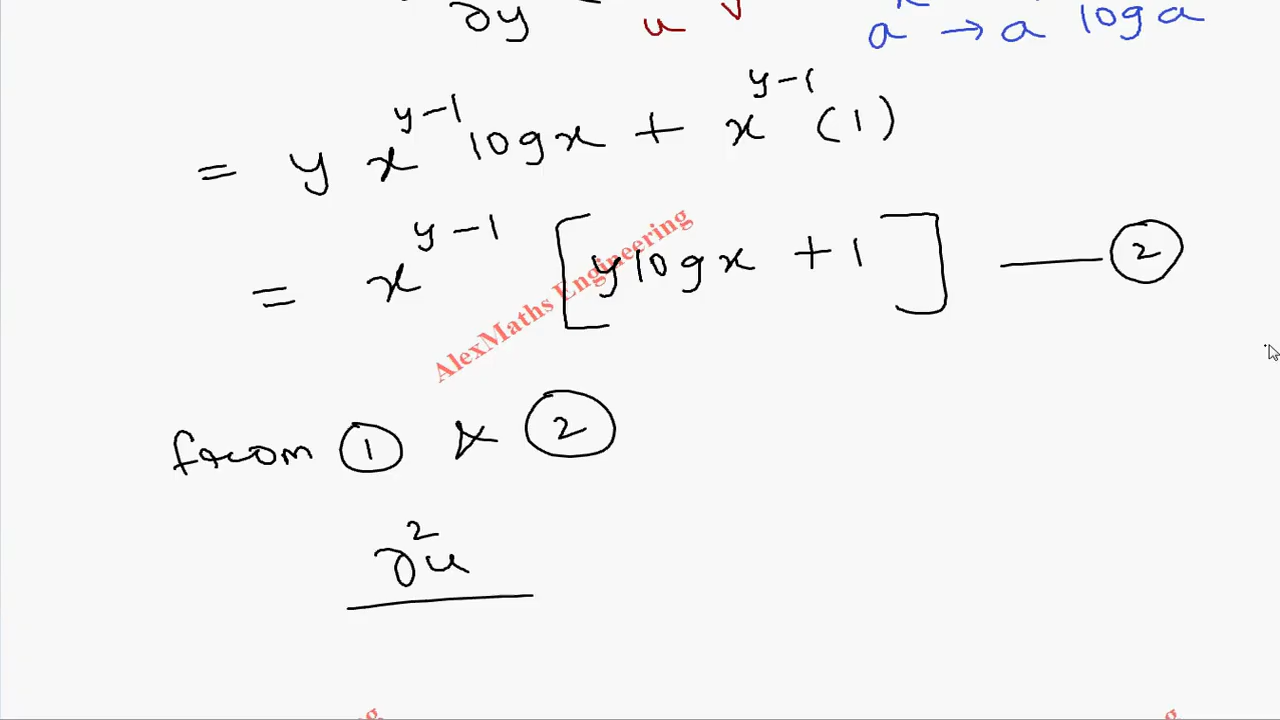 ∂y u v a^x → a^x log a
= y x^(y-1) log x + x^(y-1) (1)
= x^(y-1) [y log x + 1] —— ②
AlexMaths Engineering
from ① & ②
∂²u